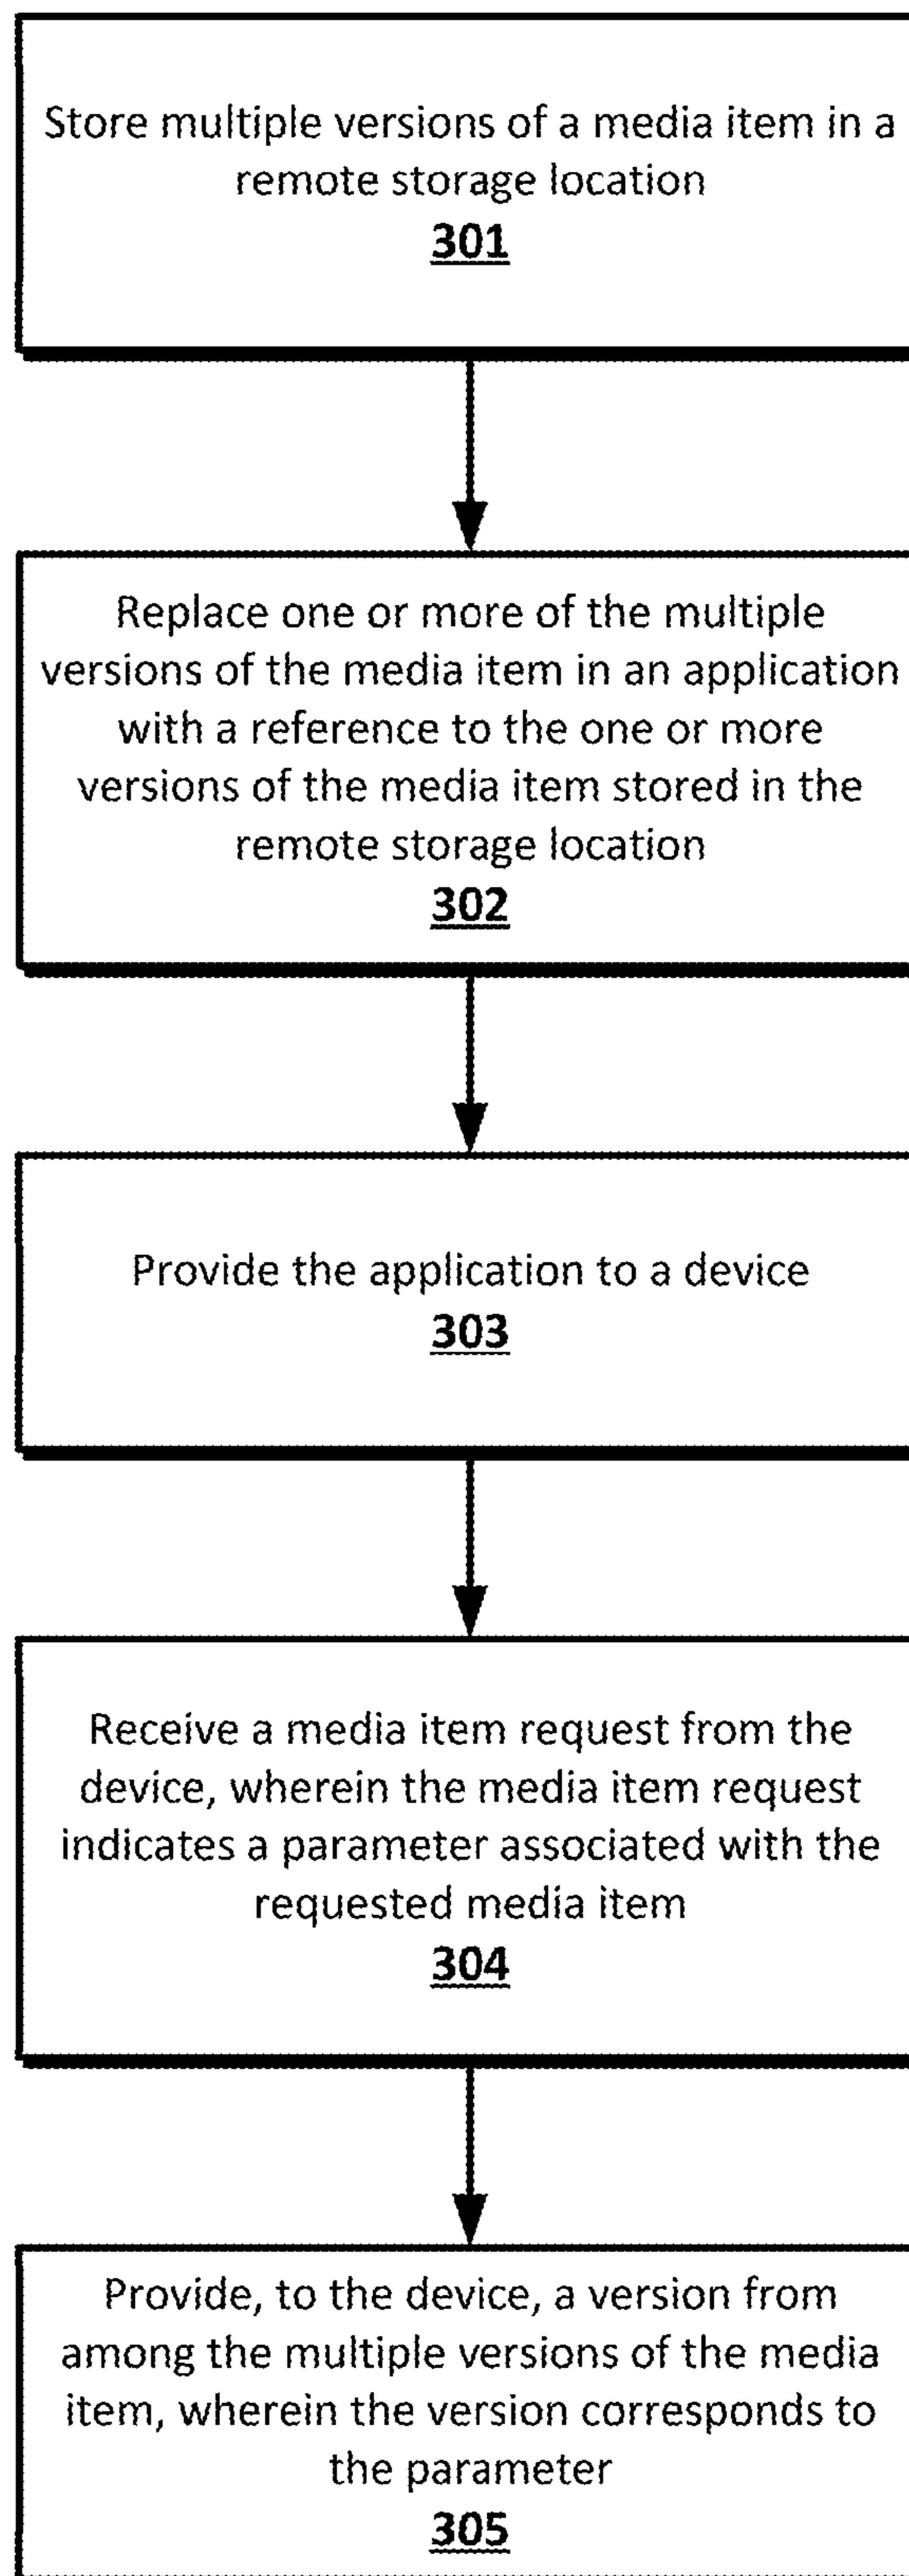 Store multiple versions of a media item in a
remote storage location
301
Replace one or more of the multiple
versions of the media item in an application
with a reference to the one or more
versions of the media item stored in the
remote storage location
302
Provide the application to a device
303
Receive a media item request from the
device, wherein the media item request
indicates a parameter associated with the
requested media item
304
Provide, to the device, a version from
among the multiple versions of the media
item, wherein the version corresponds to
the parameter
305